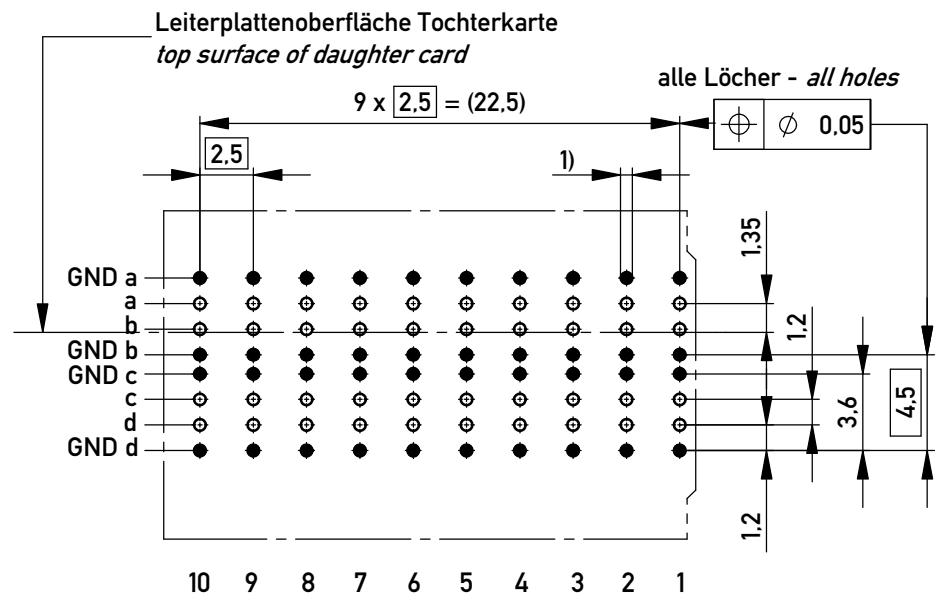 Leiterplattenoberfläche Tochterkarte
top surface of daughter card
alle Löcher - all holes
9 x 2,5 = (22,5)
⌖ ⌀ 0,05
2,5
1)
1,35
GND a
a
b
GND b
GND c
c
d
GND d
1,2
3,6
4,5
1,2
10 9 8 7 6 5 4 3 2 1